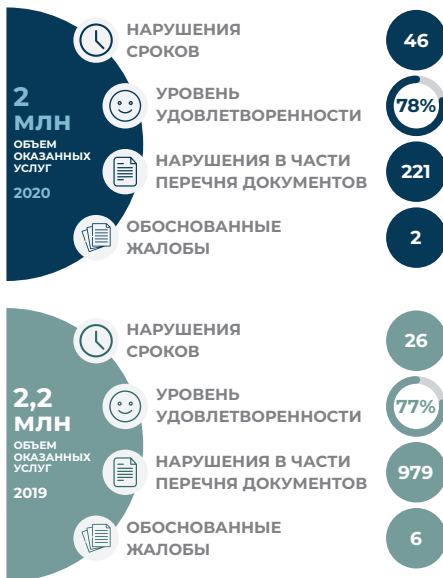 НАРУШЕНИЯ
СРОКОВ
46
2
МЛН
ОБЪЕМ
ОКАЗАННЫХ
УСЛУГ
2020
УРОВЕНЬ
УДОВЛЕТВОРЕННОСТИ
78%
НАРУШЕНИЯ В ЧАСТИ
ПЕРЕЧНЯ ДОКУМЕНТОВ
221
ОБОСНОВАННЫЕ
ЖАЛОБЫ
2
НАРУШЕНИЯ
СРОКОВ
26
2,2
МЛН
ОБЪЕМ
ОКАЗАННЫХ
УСЛУГ
2019
УРОВЕНЬ
УДОВЛЕТВОРЕННОСТИ
77%
НАРУШЕНИЯ В ЧАСТИ
ПЕРЕЧНЯ ДОКУМЕНТОВ
979
ОБОСНОВАННЫЕ
ЖАЛОБЫ
6